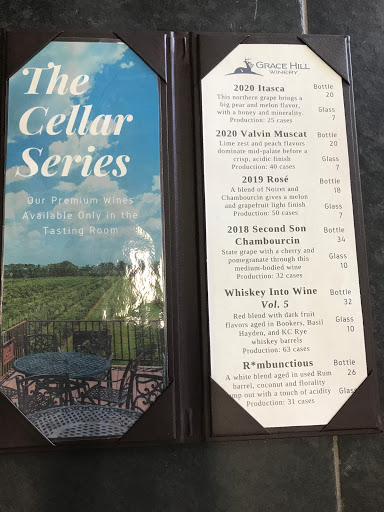 The
Cellar
Series
Our Premium Wines
Available Only in the
Tasting Room
GRACE HILL
WINERY
2020 Itasca Bottle
This northern grape brings a 20
big pear and melon flavor,
with a honey and minerality. Glass
Production: 25 cases 7
2020 Valvin Muscat Bottle
Lime zest and peach flavors 20
dominate mid-palate before a
crisp, acidic finish Glass
Production: 40 cases 7
2019 Rosé Bottle
A blend of Noiret and 18
Chambourcin gives a melon
and grapefruit light finish Glass
Production: 50 cases 7
2018 Second Son Bottle
Chambourcin 34
State grape with a cherry and
pomegranate through this Glass
medium-bodied wine 10
Production: 32 cases
Whiskey Into Wine Bottle
Vol. 5 32
Red blend with dark fruit
flavors aged in Bookers, Basil Glass
Hayden, and KC Rye 10
whiskey barrels
Production: 63 cases
R*mbunctious Bottle
A white blend aged in used Rum 26
barrel, coconut and florality
ump out with a touch of acidity Glass
Production: 31 cases 10